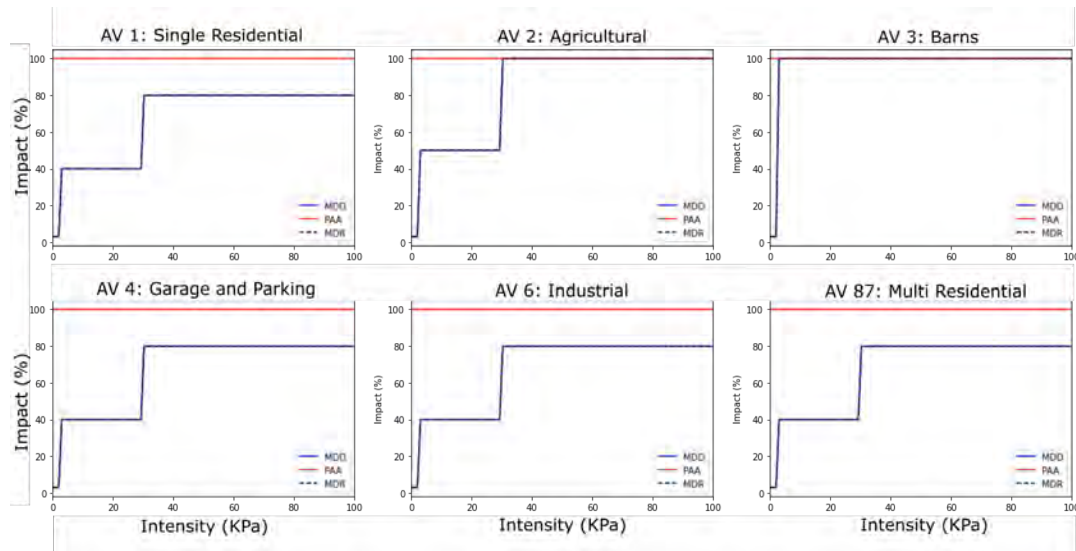 AV 1: Single Residential
AV 2: Agricultural
AV 3: Barns
Impact (%)
100
80
60
40
20
0
MDD
PAA
MDR
0 20 40 60 80 100
Impact (%)
100
80
60
40
20
0
MDD
PAA
MDR
0 20 40 60 80 100
Impact (%)
100
80
60
40
20
0
MDD
PAA
MDR
0 20 40 60 80 100
AV 4: Garage and Parking
AV 6: Industrial
AV 87: Multi Residential
Impact (%)
100
80
60
40
20
0
MDD
PAA
MDR
0 20 40 60 80 100
Impact (%)
100
80
60
40
20
0
MDD
PAA
MDR
0 20 40 60 80 100
Impact (%)
100
80
60
40
20
0
MDD
PAA
MDR
0 20 40 60 80 100
Intensity (KPa)
Intensity (KPa)
Intensity (KPa)